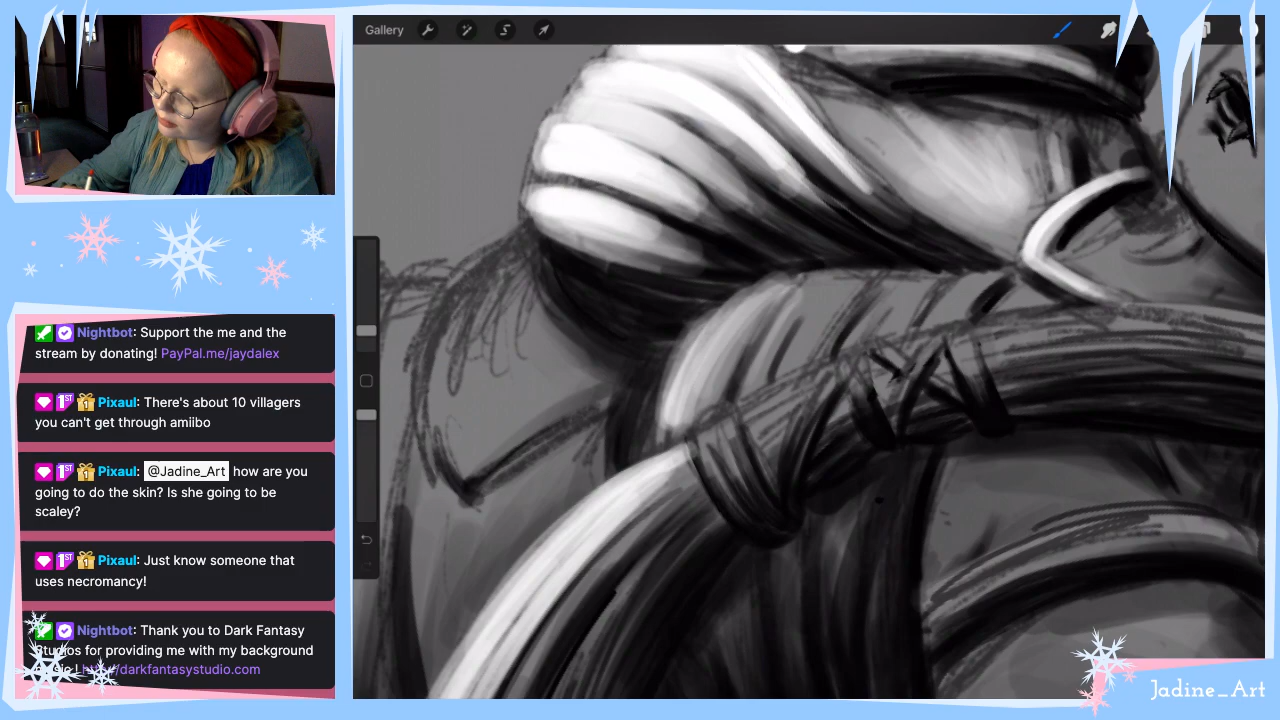 Gallery
Nightbot: Support the me and the
stream by donating! PayPal.me/jaydalex
1ST Pixaul: There's about 10 villagers
you can't get through amiibo
1ST Pixaul: @Jadine_Art how are you
going to do the skin? Is she going to be
scaley?
1ST Pixaul: Just know someone that
uses necromancy!
Nightbot: Thank you to Dark Fantasy
Studios for providing me with my background
darkfantasystudio.com
Jadine_Art